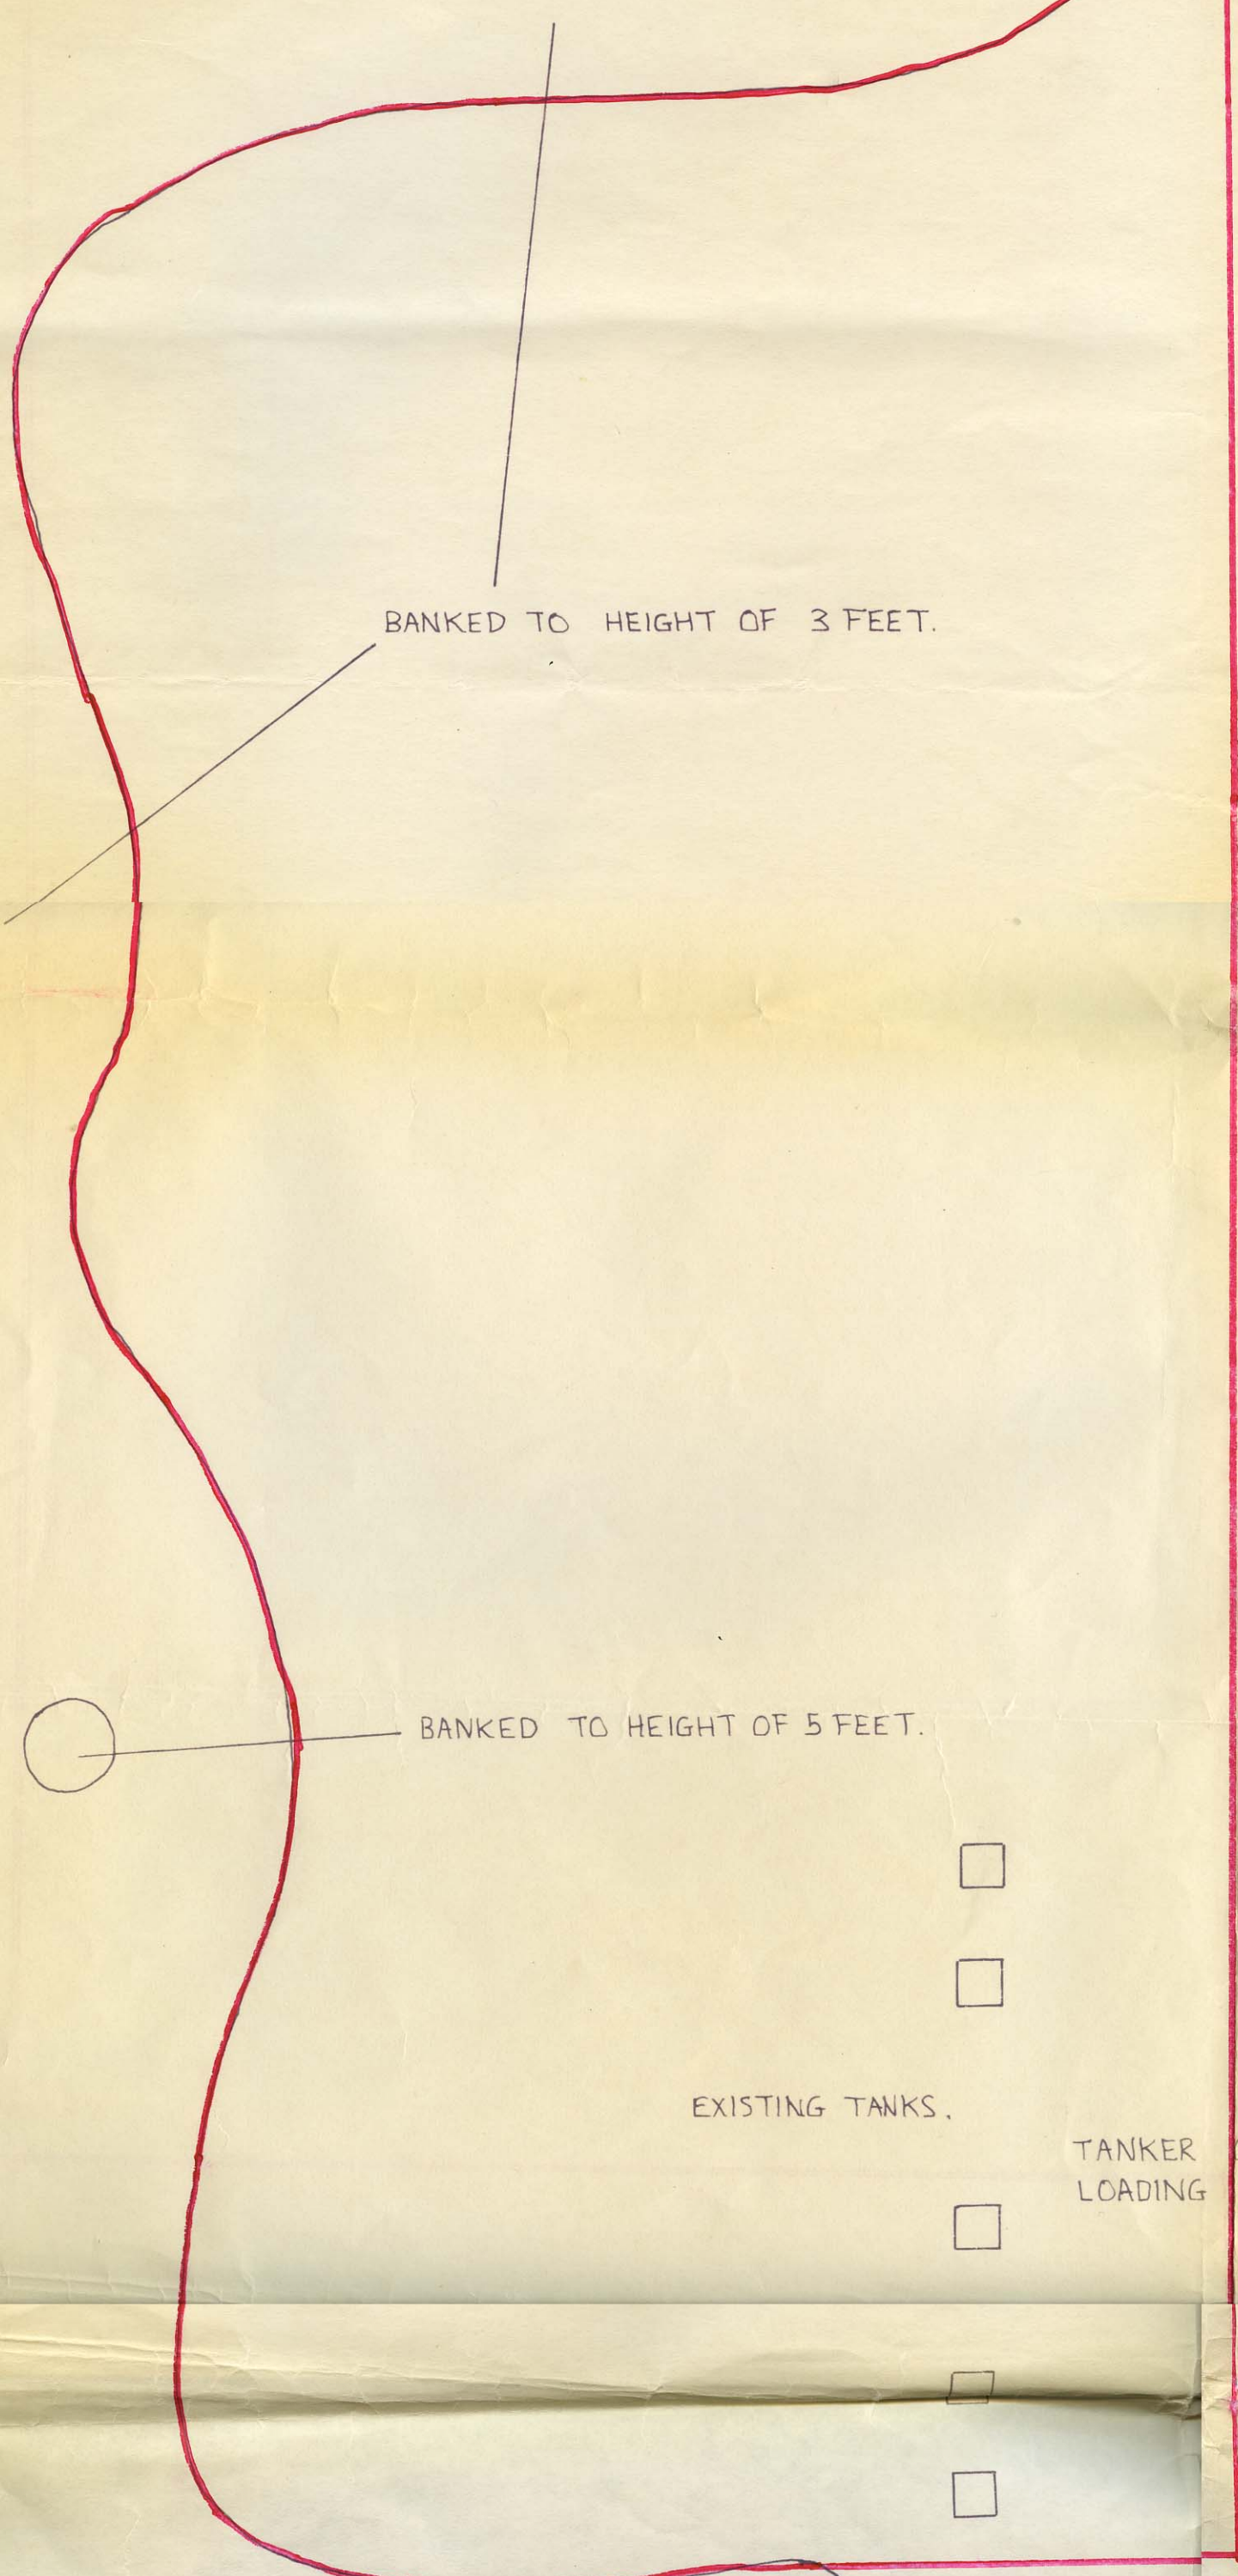 BANKED TO HEIGHT OF 3 FEET.
BANKED TO HEIGHT OF 5 FEET.
EXISTING TANKS.
TANKER
LOADING